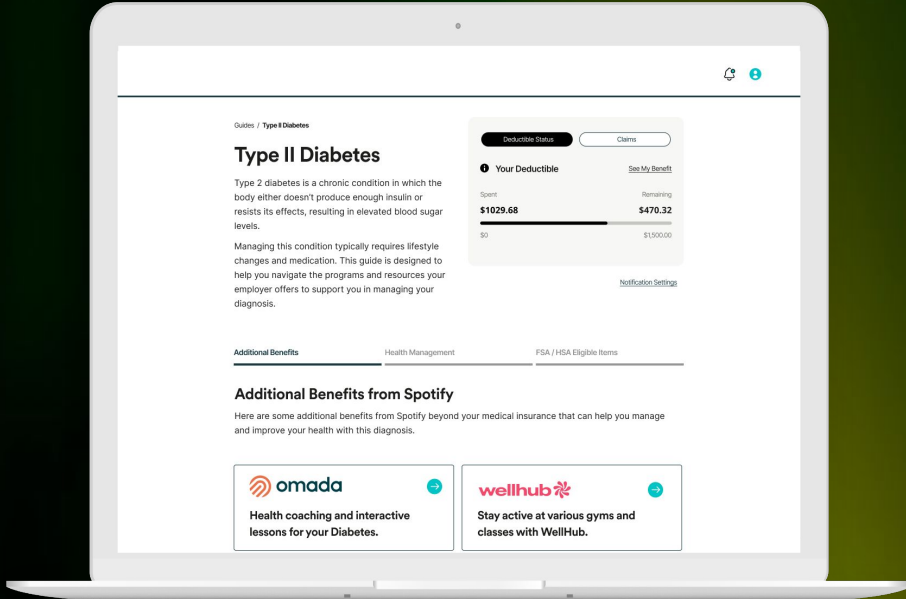 Guides / Type II Diabetes
Type II Diabetes
Type 2 diabetes is a chronic condition in which the
body either doesn't produce enough insulin or
resists its effects, resulting in elevated blood sugar
levels.
Managing this condition typically requires lifestyle
changes and medication. This guide is designed to
help you navigate the programs and resources your
employer offers to support you in managing your
diagnosis.
Deductible Status
Claims
Your Deductible
See My Benefit
Spent
Remaining
$1029.68
$470.32
$0
$1,500.00
Notification Settings
Additional Benefits
Health Management
FSA / HSA Eligible Items
Additional Benefits from Spotify
Here are some additional benefits from Spotify beyond your medical insurance that can help you manage
and improve your health with this diagnosis.
omada
Health coaching and interactive
lessons for your Diabetes.
wellhub
Stay active at various gyms and
classes with WellHub.